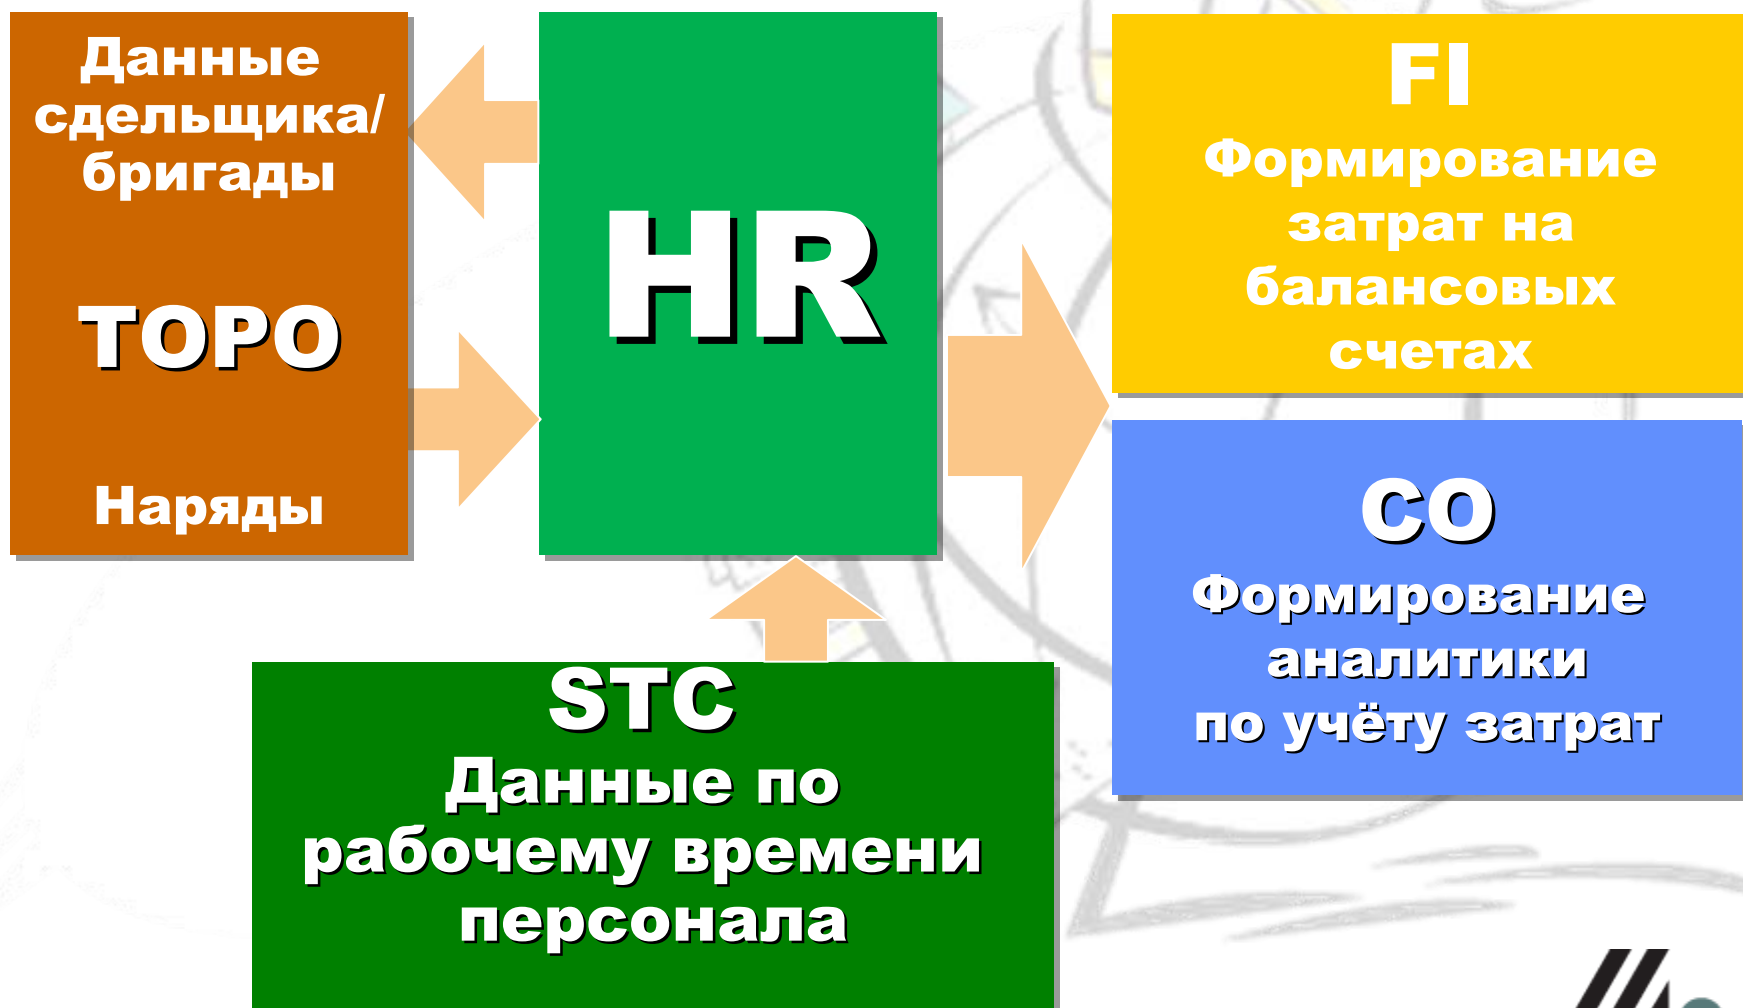 Данные
сдельщика/
бригады
ТОРО
Наряды
HR
FI
Формирование
затрат на
балансовых
счетах
CO
Формирование
аналитики
по учёту затрат
STC
Данные по
рабочему времени
персонала